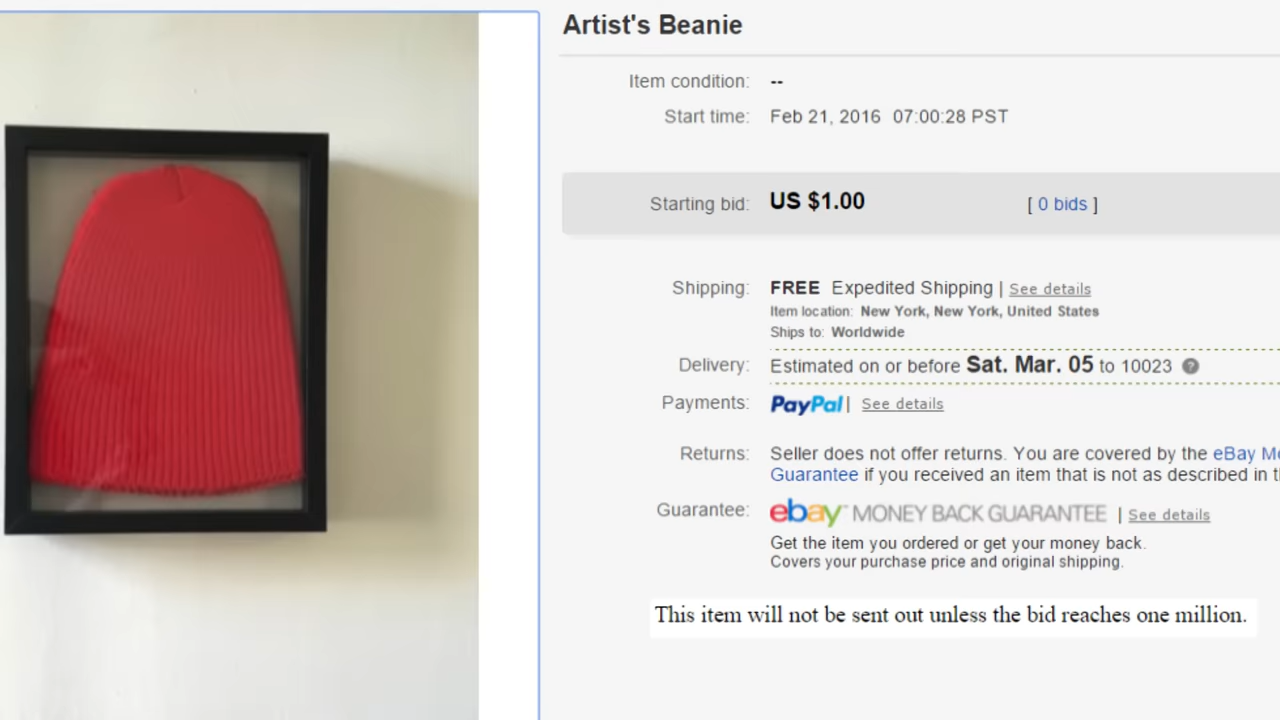 Artist's Beanie
Item condition: --
Start time: Feb 21, 2016 07:00:28 PST
Starting bid: US $1.00 [ 0 bids ]
Shipping: FREE Expedited Shipping | See details
Item location: New York, New York, United States
Ships to: Worldwide
Delivery: Estimated on or before Sat. Mar. 05 to 10023 ?
Payments: PayPal | See details
Returns: Seller does not offer returns. You are covered by the eBay
Guarantee if you received an item that is not as described in
Guarantee: ebay™ MONEY BACK GUARANTEE | See details
Get the item you ordered or get your money back.
Covers your purchase price and original shipping.
This item will not be sent out unless the bid reaches one million.